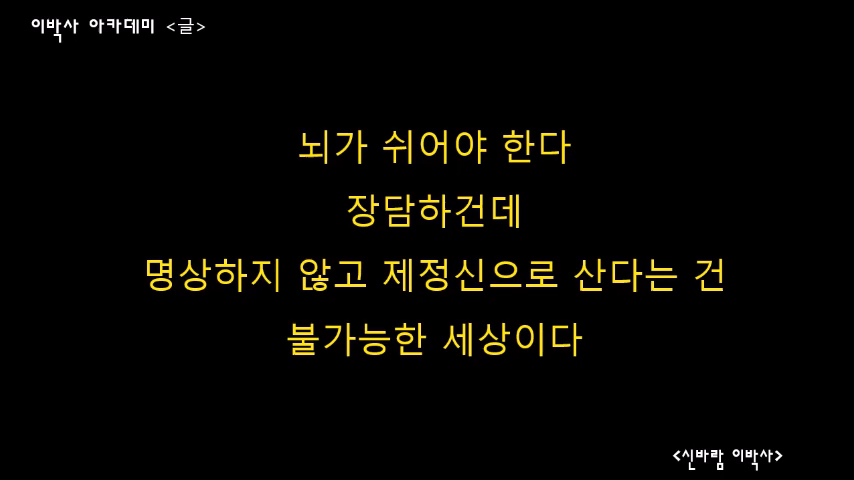 이박사 아카데미 <글>
뇌가 쉬어야 한다
장담하건데
명상하지 않고 제정신으로 산다는 건
불가능한 세상이다
<신바람 이박사>